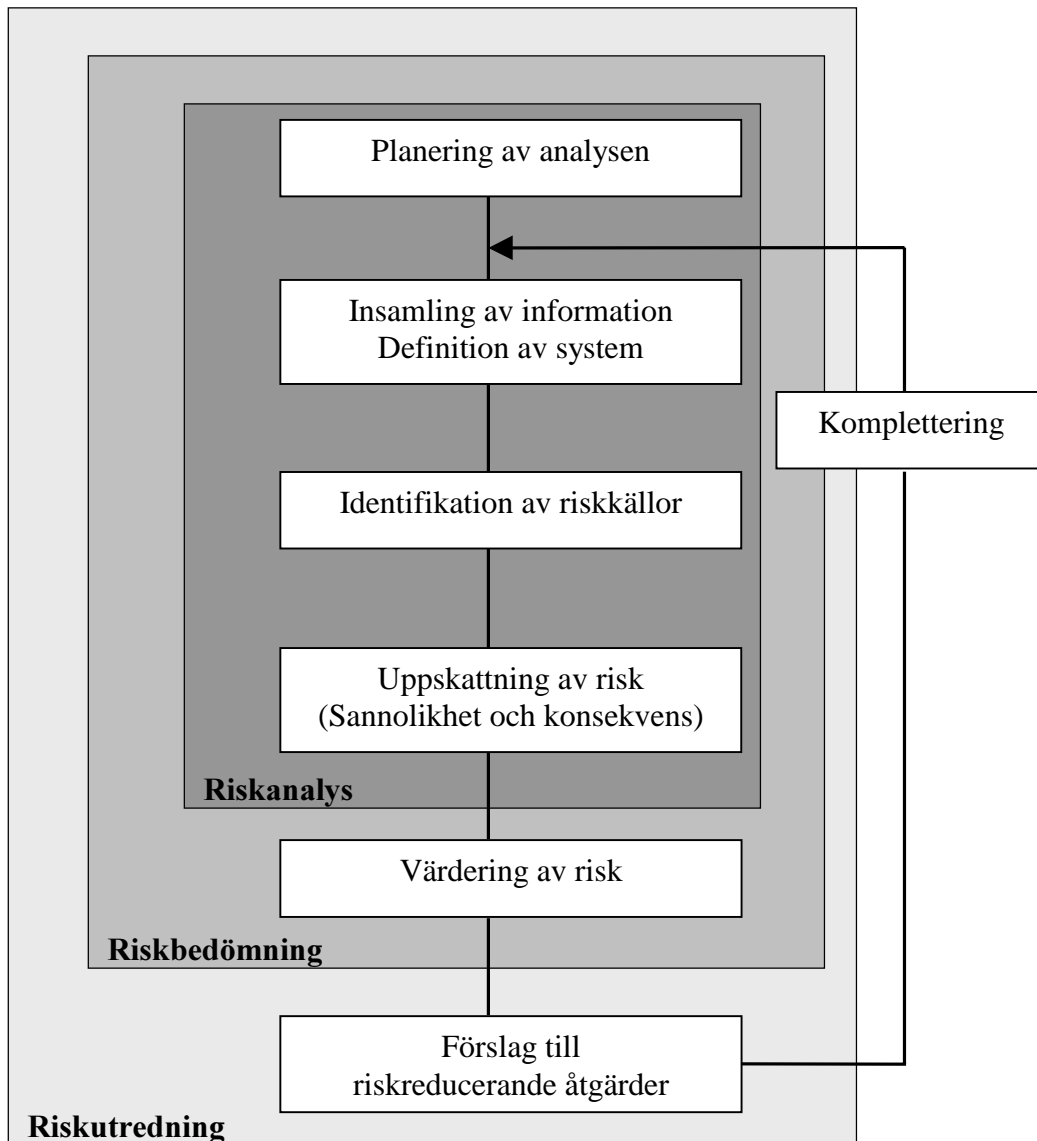 Planering av analysen
Insamling av information
Definition av system
Komplettering
Identifikation av riskkällor
Uppskattning av risk
(Sannolikhet och konsekvens)
Riskanalys
Värdering av risk
Riskbedömning
Förslag till
riskreducerande åtgärder
Riskutredning